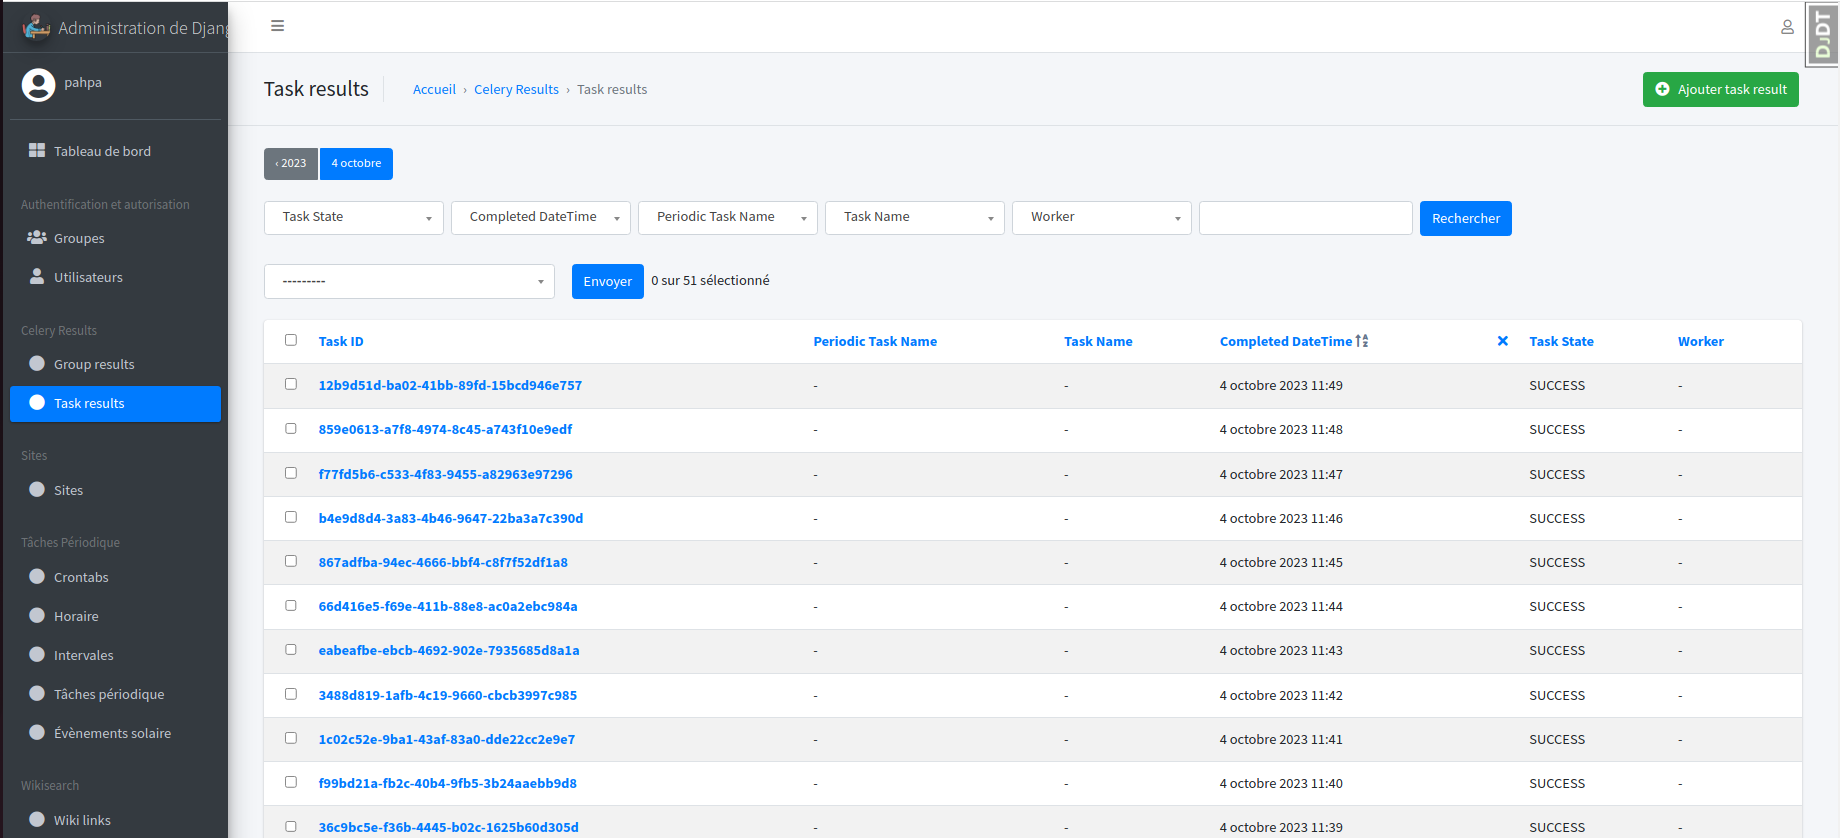 Administration de Djang
DJDT
pahpa
Task results
Accueil › Celery Results › Task results
Ajouter task result
Tableau de bord
Authentification et autorisation
Groupes
Utilisateurs
Celery Results
Group results
Task results
Sites
Sites
Tâches Périodique
Crontabs
Horaire
Intervales
Tâches périodique
Évènements solaire
Wikisearch
Wiki links
‹ 2023 4 octobre
Task State Completed DateTime Periodic Task Name Task Name Worker Rechercher
--------- Envoyer 0 sur 51 sélectionné
Task ID Periodic Task Name Task Name Completed DateTime Task State Worker
12b9d51d-ba02-41bb-89fd-15bcd946e757 - - 4 octobre 2023 11:49 SUCCESS -
859e0613-a7f8-4974-8c45-a743f10e9edf - - 4 octobre 2023 11:48 SUCCESS -
f77fd5b6-c533-4f83-9455-a82963e97296 - - 4 octobre 2023 11:47 SUCCESS -
b4e9d8d4-3a83-4b46-9647-22ba3a7c390d - - 4 octobre 2023 11:46 SUCCESS -
867adfba-94ec-4666-bbf4-c8f7f52df1a8 - - 4 octobre 2023 11:45 SUCCESS -
66d416e5-f69e-411b-88e8-ac0a2ebc984a - - 4 octobre 2023 11:44 SUCCESS -
eabeafbe-ebcb-4692-902e-7935685d8a1a - - 4 octobre 2023 11:43 SUCCESS -
3488d819-1afb-4c19-9660-cbcb3997c985 - - 4 octobre 2023 11:42 SUCCESS -
1c02c52e-9ba1-43af-83a0-dde22cc2e9e7 - - 4 octobre 2023 11:41 SUCCESS -
f99bd21a-fb2c-40b4-9fb5-3b24aaebb9d8 - - 4 octobre 2023 11:40 SUCCESS -
36c9bc5e-f36b-4445-b02c-1625b60d305d - - 4 octobre 2023 11:39 SUCCESS -